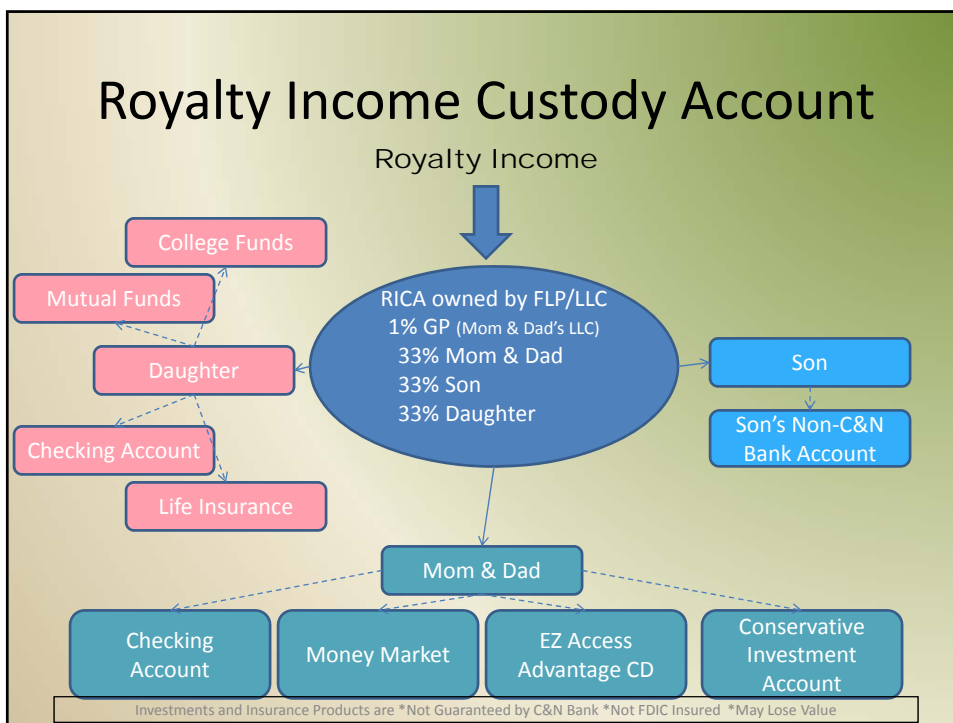 Royalty Income Custody Account
Royalty Income
College Funds
Mutual Funds
Daughter
Checking Account
Life Insurance
RICA owned by FLP/LLC
1% GP (Mom & Dad's LLC)
33% Mom & Dad
33% Son
33% Daughter
Son
Son's Non-C&N
Bank Account
Mom & Dad
Checking
Account
Money Market
EZ Access
Advantage CD
Conservative
Investment
Account
Investments and Insurance Products are *Not Guaranteed by C&N Bank *Not FDIC Insured *May Lose Value